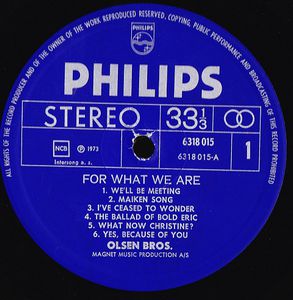 ALL RIGHTS OF THE RECORD PRODUCER AND OF THE OWNER OF THE WORK REPRODUCED RESERVED. COPYING, PUBLIC PERFORMANCE AND BROADCASTING OF THIS RECORD PROHIBITED
PHILIPS
PHILIPS
STEREO
33 1/3
NCB
℗ 1973
Intersong a. s.
6318 015
6318 015-A
1
FOR WHAT WE ARE
1. WE'LL BE MEETING
2. MAIKEN SONG
3. I'VE CEASED TO WONDER
4. THE BALLAD OF BOLD ERIC
5. WHAT NOW CHRISTINE?
6. YES, BECAUSE OF YOU
OLSEN BROS.
MAGNET MUSIC PRODUCTION A/S